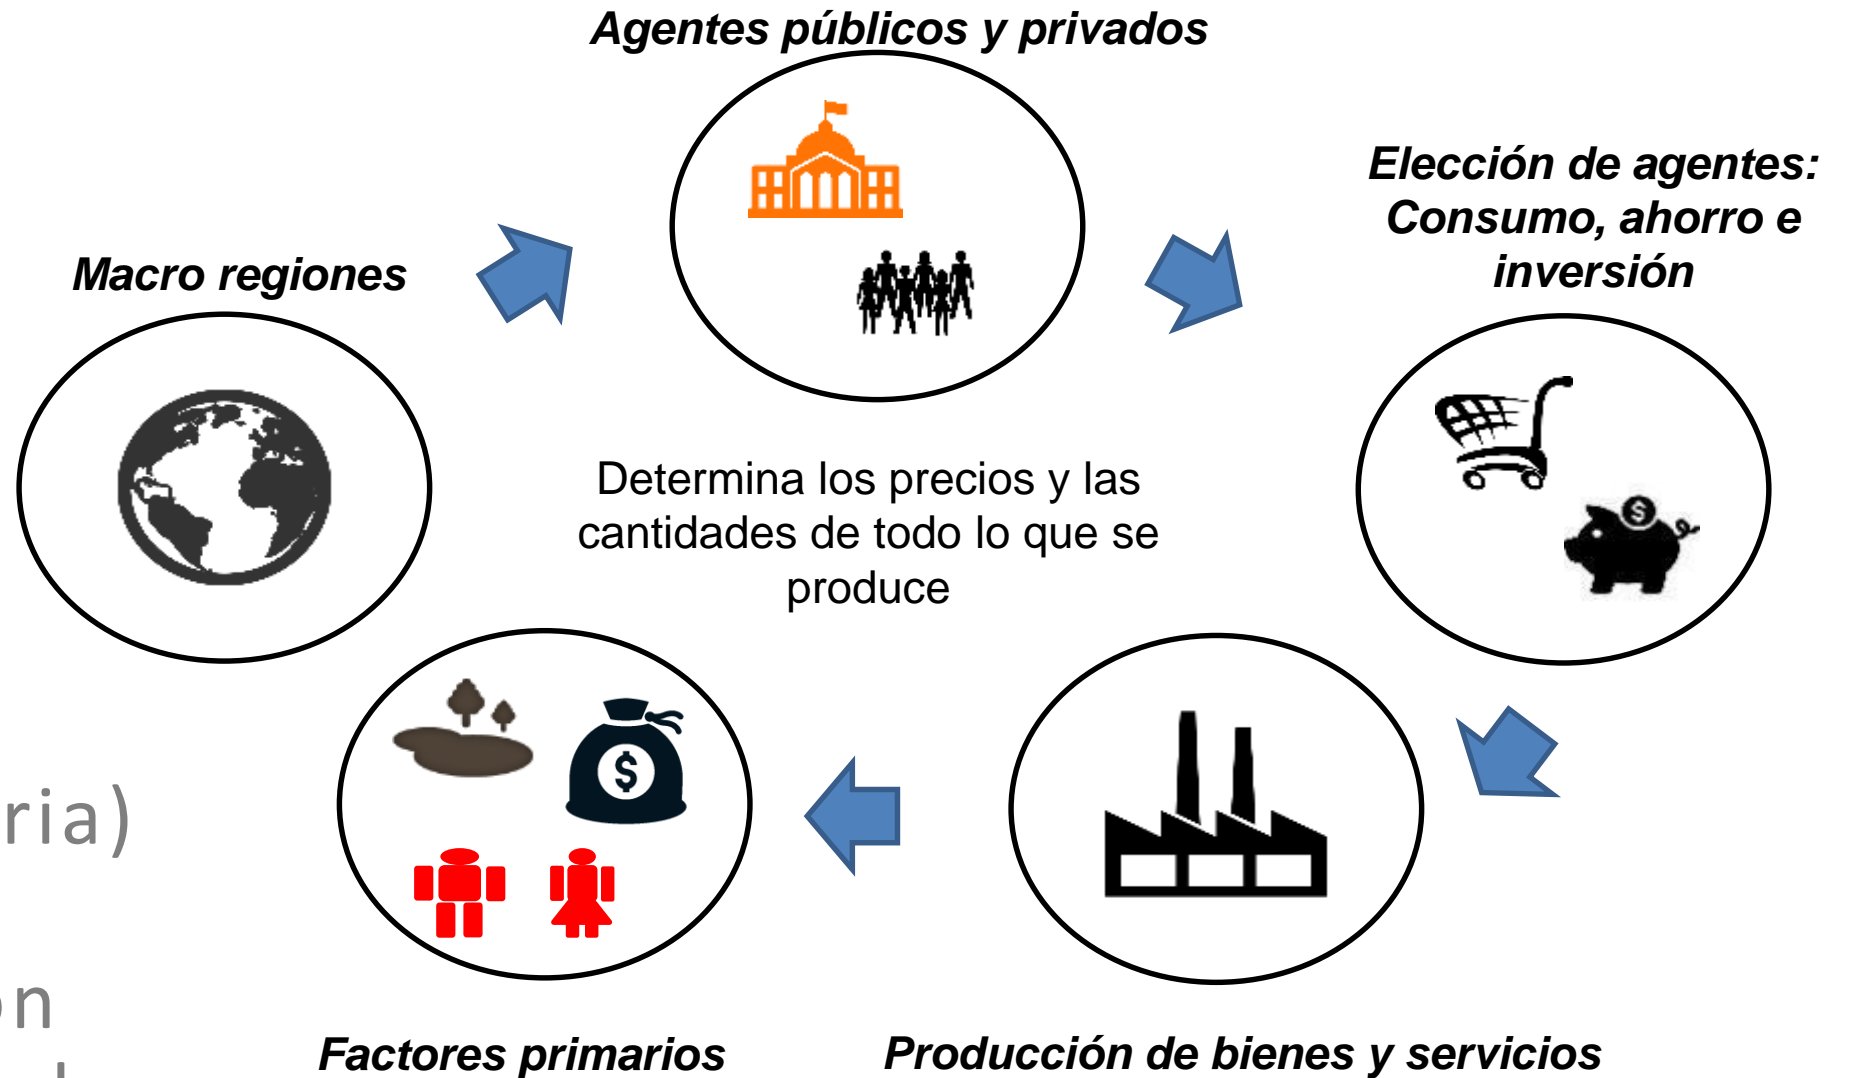 Agentes públicos y privados
Elección de agentes:
Consumo, ahorro e
inversión
Macro regiones
Determina los precios y las
cantidades de todo lo que se
produce
$
$
ria)
ón
Factores primarios
Producción de bienes y servicios